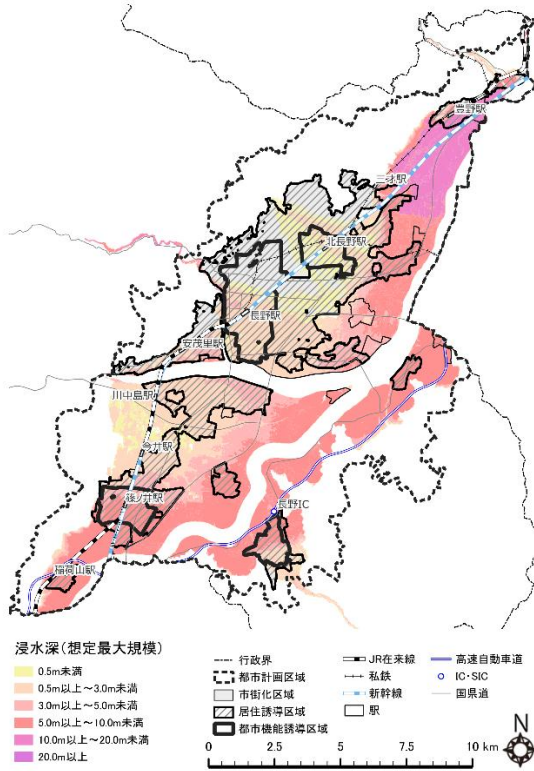 豊野駅
三才駅
北長野駅
長野駅
安茂里駅
川中島駅
今井駅
篠ノ井駅
長野IC
稲荷山駅
浸水深(想定最大規模)
0.5m未満
0.5m以上～3.0m未満
3.0m以上～5.0m未満
5.0m以上～10.0m未満
10.0m以上～20.0m未満
20.0m以上
行政界
都市計画区域
市街化区域
居住誘導区域
都市機能誘導区域
JR在来線
私鉄
新幹線
駅
高速自動車道
IC・SIC
国県道
N
0 2.5 5 7.5 10 km